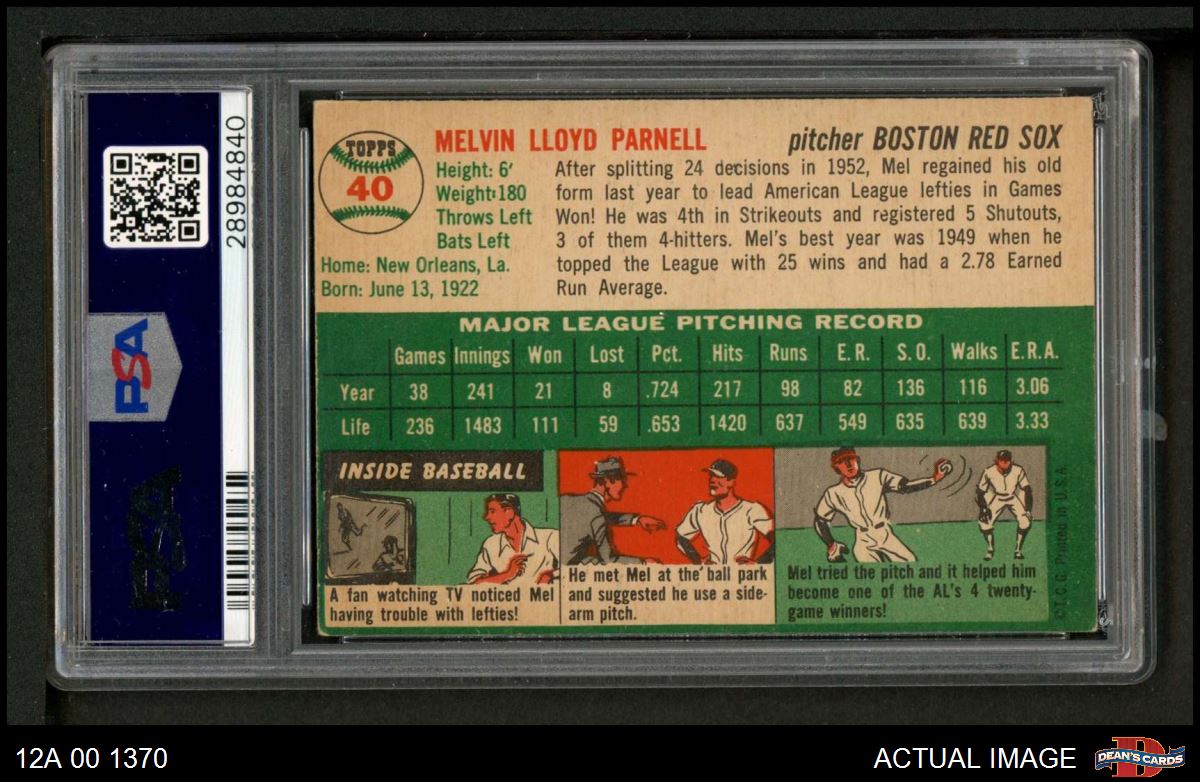 28984840
PSA
TOPPS
40
MELVIN LLOYD PARNELL
pitcher BOSTON RED SOX
Height: 6'
Weight:180
Throws Left
Bats Left
Home: New Orleans, La.
Born: June 13, 1922
After splitting 24 decisions in 1952, Mel regained his old
form last year to lead American League lefties in Games
Won! He was 4th in Strikeouts and registered 5 Shutouts,
3 of them 4-hitters. Mel's best year was 1949 when he
topped the League with 25 wins and had a 2.78 Earned
Run Average.
MAJOR LEAGUE PITCHING RECORD
Games Innings Won Lost Pct. Hits Runs E. R. S. O. Walks E.R.A.
Year 38 241 21 8 .724 217 98 82 136 116 3.06
Life 236 1483 111 59 .653 1420 637 549 635 639 3.33
INSIDE BASEBALL
A fan watching TV noticed Mel
having trouble with lefties!
He met Mel at the ball park
and suggested he use a side-
arm pitch.
Mel tried the pitch and it helped him
become one of the AL's 4 twenty-
game winners!
©T.C.G. Printed in U.S.A.
12A 00 1370
ACTUAL IMAGE
DEAN'S CARDS